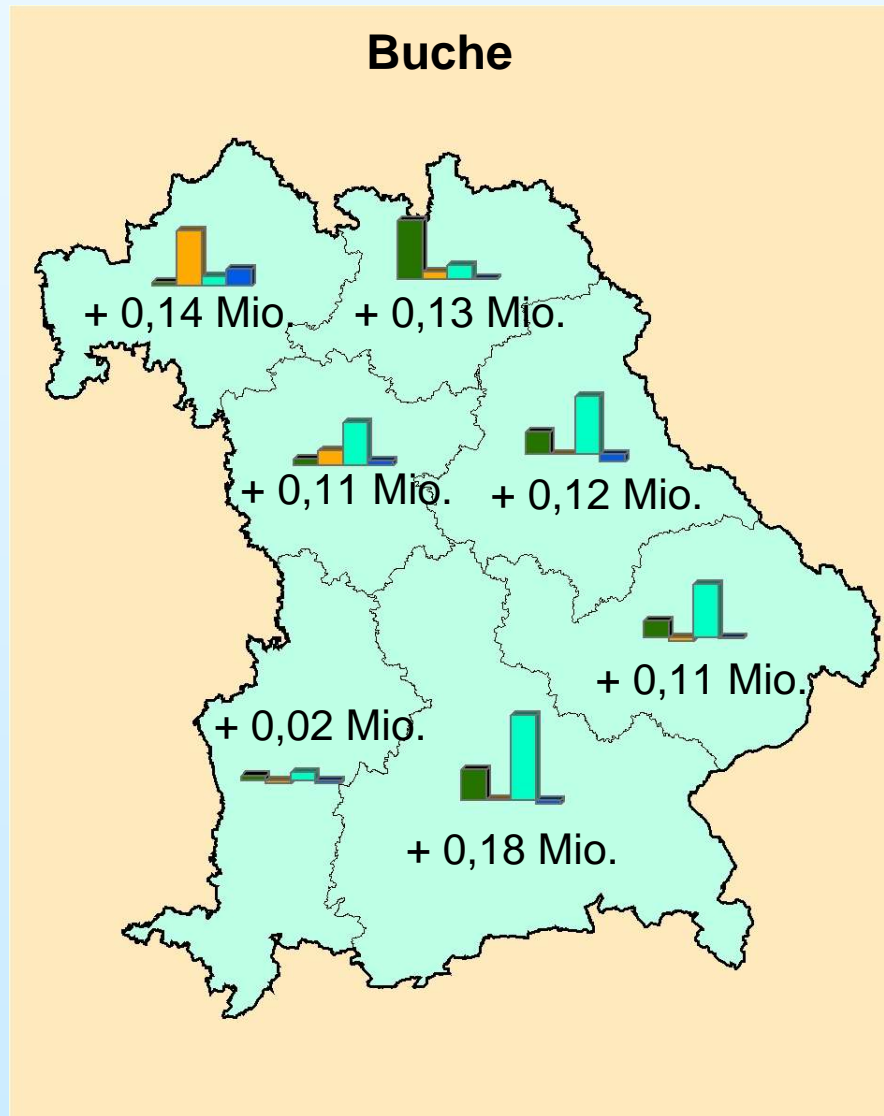 Buche
+ 0,14 Mio.
+ 0,13 Mio.
+ 0,11 Mio.
+ 0,12 Mio.
+ 0,11 Mio.
+ 0,02 Mio.
+ 0,18 Mio.